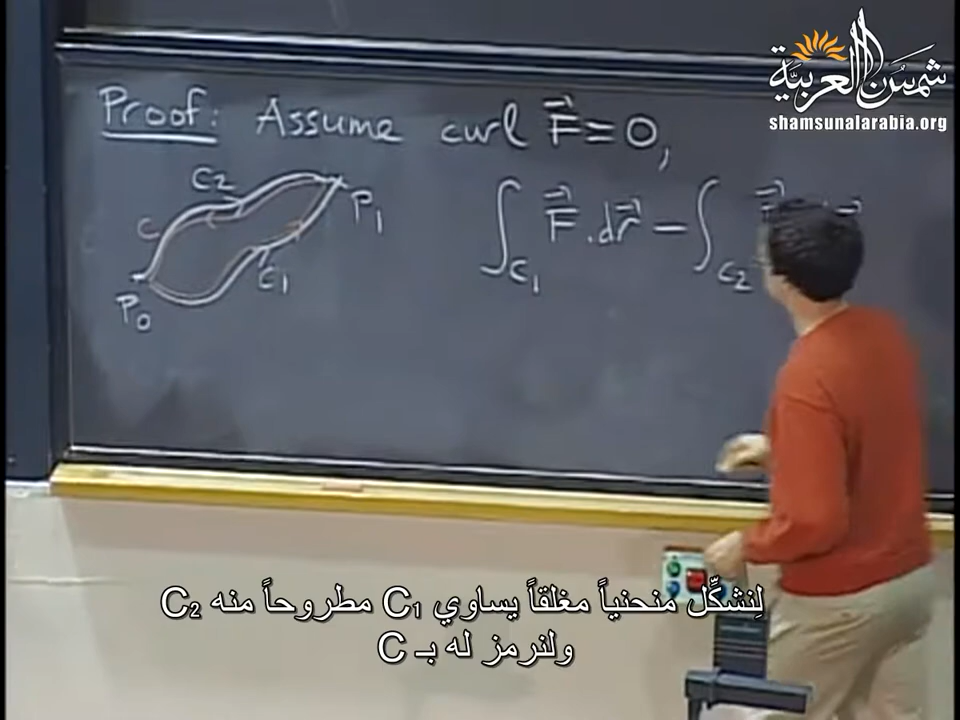 شمس العربية
shamsunalarabia.org
Proof: Assume curl F⃗ = 0,
C2
C
P1
C1
P0
∫C1 F⃗ . dr⃗ − ∫C2
لِنشكِّل منحنياً مغلقاً يساوي C₁ مطروحاً منه C₂
ولنرمز له بـ C